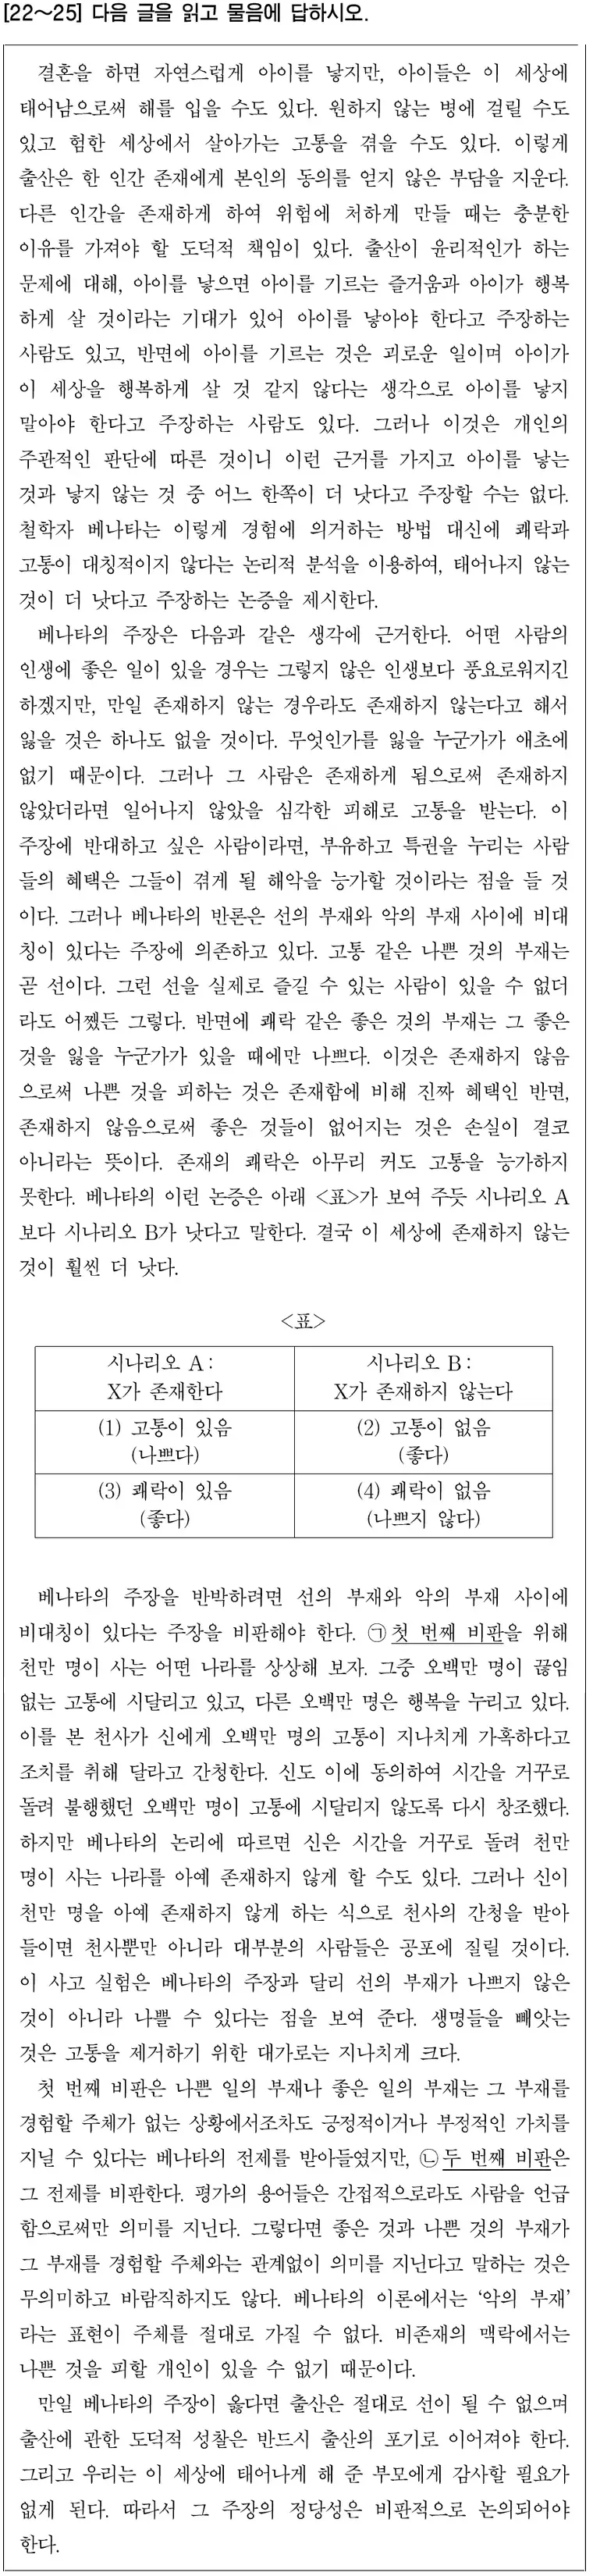 [22～25] 다음 글을 읽고 물음에 답하시오.
결혼을 하면 자연스럽게 아이를 낳지만, 아이들은 이 세상에
태어남으로써 해를 입을 수도 있다. 원하지 않는 병에 걸릴 수도
있고 험한 세상에서 살아가는 고통을 겪을 수도 있다. 이렇게
출산은 한 인간 존재에게 본인의 동의를 얻지 않은 부담을 지운다.
다른 인간을 존재하게 하여 위험에 처하게 만들 때는 충분한
이유를 가져야 할 도덕적 책임이 있다. 출산이 윤리적인가 하는
문제에 대해, 아이를 낳으면 아이를 기르는 즐거움과 아이가 행복
하게 살 것이라는 기대가 있어 아이를 낳아야 한다고 주장하는
사람도 있고, 반면에 아이를 기르는 것은 괴로운 일이며 아이가
이 세상을 행복하게 살 것 같지 않다는 생각으로 아이를 낳지
말아야 한다고 주장하는 사람도 있다. 그러나 이것은 개인의
주관적인 판단에 따른 것이니 이런 근거를 가지고 아이를 낳는
것과 낳지 않는 것 중 어느 한쪽이 더 낫다고 주장할 수는 없다.
철학자 베나타는 이렇게 경험에 의거하는 방법 대신에 쾌락과
고통이 대칭적이지 않다는 논리적 분석을 이용하여, 태어나지 않는
것이 더 낫다고 주장하는 논증을 제시한다.
베나타의 주장은 다음과 같은 생각에 근거한다. 어떤 사람의
인생에 좋은 일이 있을 경우는 그렇지 않은 인생보다 풍요로워지긴
하겠지만, 만일 존재하지 않는 경우라도 존재하지 않는다고 해서
잃을 것은 하나도 없을 것이다. 무엇인가를 잃을 누군가가 애초에
없기 때문이다. 그러나 그 사람은 존재하게 됨으로써 존재하지
않았더라면 일어나지 않았을 심각한 피해로 고통을 받는다. 이
주장에 반대하고 싶은 사람이라면, 부유하고 특권을 누리는 사람
들의 혜택은 그들이 겪게 될 해악을 능가할 것이라는 점을 들 것
이다. 그러나 베나타의 반론은 선의 부재와 악의 부재 사이에 비대
칭이 있다는 주장에 의존하고 있다. 고통 같은 나쁜 것의 부재는
곧 선이다. 그런 선을 실제로 즐길 수 있는 사람이 있을 수 없더
라도 어쨌든 그렇다. 반면에 쾌락 같은 좋은 것의 부재는 그 좋은
것을 잃을 누군가가 있을 때에만 나쁘다. 이것은 존재하지 않음
으로써 나쁜 것을 피하는 것은 존재함에 비해 진짜 혜택인 반면,
존재하지 않음으로써 좋은 것들이 없어지는 것은 손실이 결코
아니라는 뜻이다. 존재의 쾌락은 아무리 커도 고통을 능가하지
못한다. 베나타의 이런 논증은 아래 <표>가 보여 주듯 시나리오 A
보다 시나리오 B가 낫다고 말한다. 결국 이 세상에 존재하지 않는
것이 훨씬 더 낫다.
<표>
시나리오 A :
X가 존재한다
시나리오 B :
X가 존재하지 않는다
(1) 고통이 있음
(나쁘다)
(2) 고통이 없음
(좋다)
(3) 쾌락이 있음
(좋다)
(4) 쾌락이 없음
(나쁘지 않다)
베나타의 주장을 반박하려면 선의 부재와 악의 부재 사이에
비대칭이 있다는 주장을 비판해야 한다. ㉠첫 번째 비판을 위해
천만 명이 사는 어떤 나라를 상상해 보자. 그중 오백만 명이 끊임
없는 고통에 시달리고 있고, 다른 오백만 명은 행복을 누리고 있다.
이를 본 천사가 신에게 오백만 명의 고통이 지나치게 가혹하다고
조치를 취해 달라고 간청한다. 신도 이에 동의하여 시간을 거꾸로
돌려 불행했던 오백만 명이 고통에 시달리지 않도록 다시 창조했다.
하지만 베나타의 논리에 따르면 신은 시간을 거꾸로 돌려 천만
명이 사는 나라를 아예 존재하지 않게 할 수도 있다. 그러나 신이
천만 명을 아예 존재하지 않게 하는 식으로 천사의 간청을 받아
들이면 천사뿐만 아니라 대부분의 사람들은 공포에 질릴 것이다.
이 사고 실험은 베나타의 주장과 달리 선의 부재가 나쁘지 않은
것이 아니라 나쁠 수 있다는 점을 보여 준다. 생명들을 빼앗는
것은 고통을 제거하기 위한 대가로는 지나치게 크다.
첫 번째 비판은 나쁜 일의 부재나 좋은 일의 부재는 그 부재를
경험할 주체가 없는 상황에서조차도 긍정적이거나 부정적인 가치를
지닐 수 있다는 베나타의 전제를 받아들였지만, ㉡두 번째 비판은
그 전제를 비판한다. 평가의 용어들은 간접적으로라도 사람을 언급
함으로써만 의미를 지닌다. 그렇다면 좋은 것과 나쁜 것의 부재가
그 부재를 경험할 주체와는 관계없이 의미를 지닌다고 말하는 것은
무의미하고 바람직하지도 않다. 베나타의 이론에서는 ‘악의 부재’
라는 표현이 주체를 절대로 가질 수 없다. 비존재의 맥락에서는
나쁜 것을 피할 개인이 있을 수 없기 때문이다.
만일 베나타의 주장이 옳다면 출산은 절대로 선이 될 수 없으며
출산에 관한 도덕적 성찰은 반드시 출산의 포기로 이어져야 한다.
그리고 우리는 이 세상에 태어나게 해 준 부모에게 감사할 필요가
없게 된다. 따라서 그 주장의 정당성은 비판적으로 논의되어야
한다.